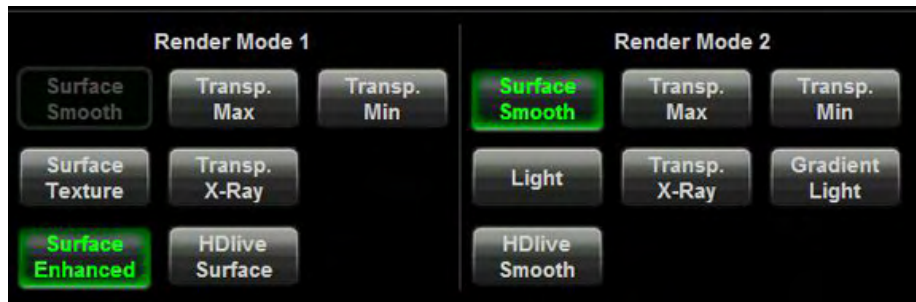 Render Mode 1
Surface Smooth
Transp. Max
Transp. Min
Surface Texture
Transp. X-Ray
Surface Enhanced
HDlive Surface
Render Mode 2
Surface Smooth
Transp. Max
Transp. Min
Light
Transp. X-Ray
Gradient Light
HDlive Smooth